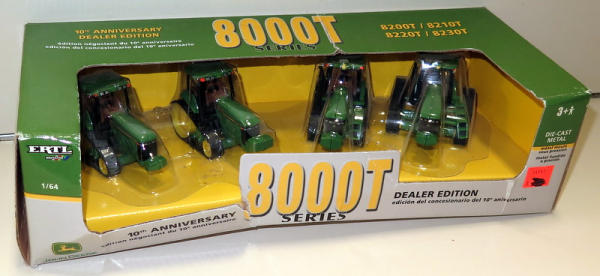 10th ANNIVERSARY
DEALER EDITION
édition négociant du 10e anniversaire
edición del concesionario del 10º aniversario
8000T
SERIES
8200T / 8210T
8220T / 8230T
3+
DIE-CAST
METAL
ERTL
1/64
8000T
SERIES
10th ANNIVERSARY
édition négociant du 10e anniversaire
DEALER EDITION
edición del concesionario del 10º aniversario
JOHN DEERE